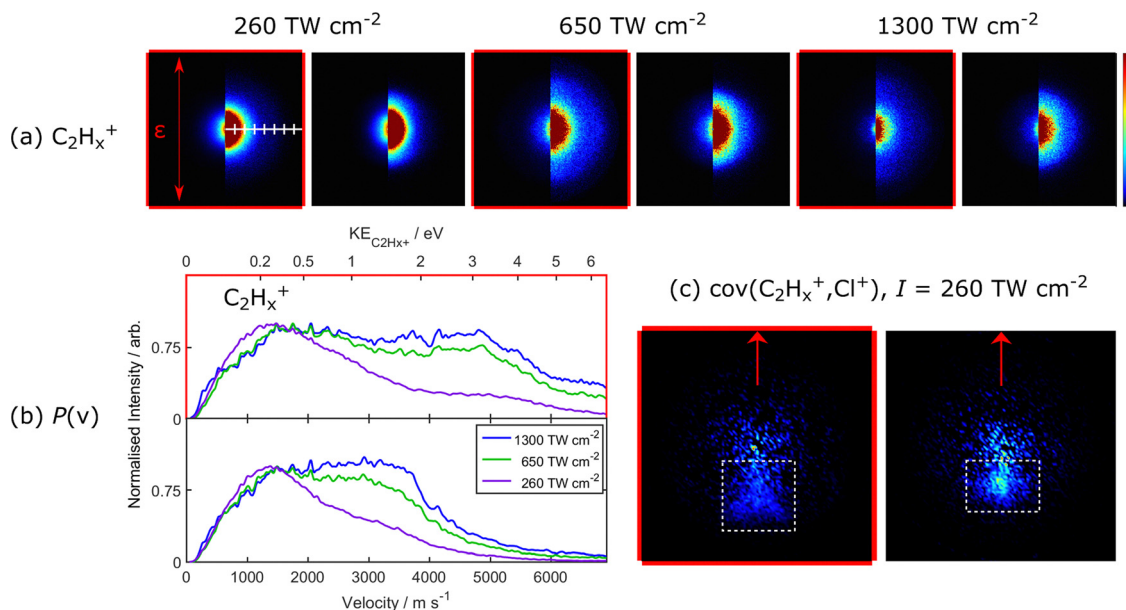 260 TW cm⁻² 650 TW cm⁻² 1300 TW cm⁻²
(a) C₂Hₓ⁺
ε
KE_C2Hx+ / eV
0 0.2 0.5 1 2 3 4 5 6
C₂Hₓ⁺
(c) cov(C₂Hₓ⁺,Cl⁺), I = 260 TW cm⁻²
(b) P(v)
Normalised Intensity / arb.
0.75
0
1300 TW cm⁻²
650 TW cm⁻²
260 TW cm⁻²
0.75
0
0 1000 2000 3000 4000 5000 6000
Velocity / m s⁻¹